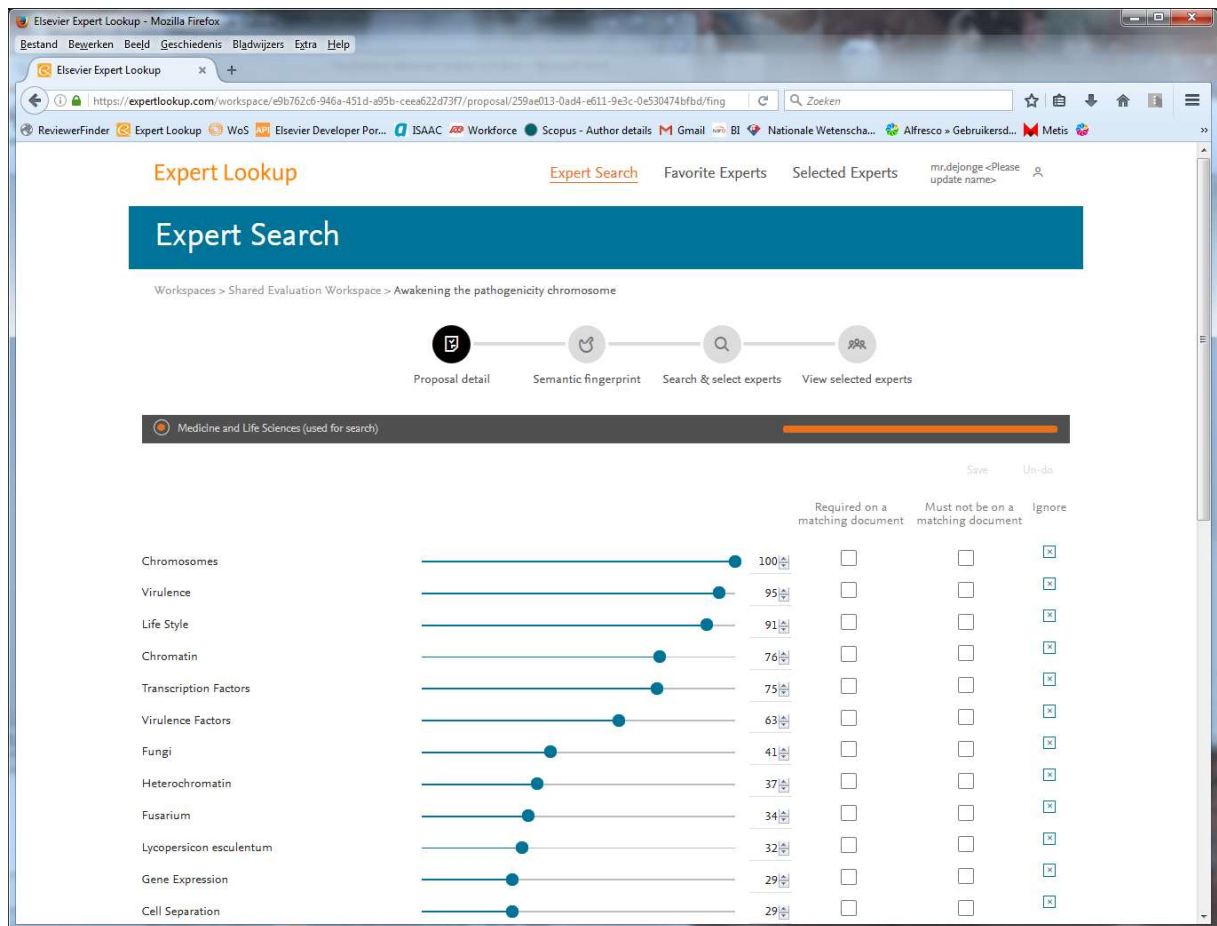 Elsevier Expert Lookup - Mozilla Firefox
Bestand Bewerken Beeld Geschiedenis Bladwijzers Extra Help
Elsevier Expert Lookup × +
https://expertlookup.com/workspace/e9b762c6-946a-451d-a95b-ceea622d73f7/proposal/259ae013-0ad4-e611-9e3c-0e530474bfbd/fing Zoeken
ReviewerFinder Expert Lookup WoS Elsevier Developer Por... ISAAC Workforce Scopus - Author details Gmail BI Nationale Wetenscha... Alfresco » Gebruikersd... Metis »
Expert Lookup Expert Search Favorite Experts Selected Experts mr.dejonge <Please
update name>
Expert Search
Workspaces > Shared Evaluation Workspace > Awakening the pathogenicity chromosome
Proposal detail Semantic fingerprint Search & select experts View selected experts
Medicine and Life Sciences (used for search)
Save Un-do
Required on a Must not be on a Ignore
matching document matching document
Chromosomes 100
Virulence 95
Life Style 91
Chromatin 76
Transcription Factors 75
Virulence Factors 63
Fungi 41
Heterochromatin 37
Fusarium 34
Lycopersicon esculentum 32
Gene Expression 29
Cell Separation 29